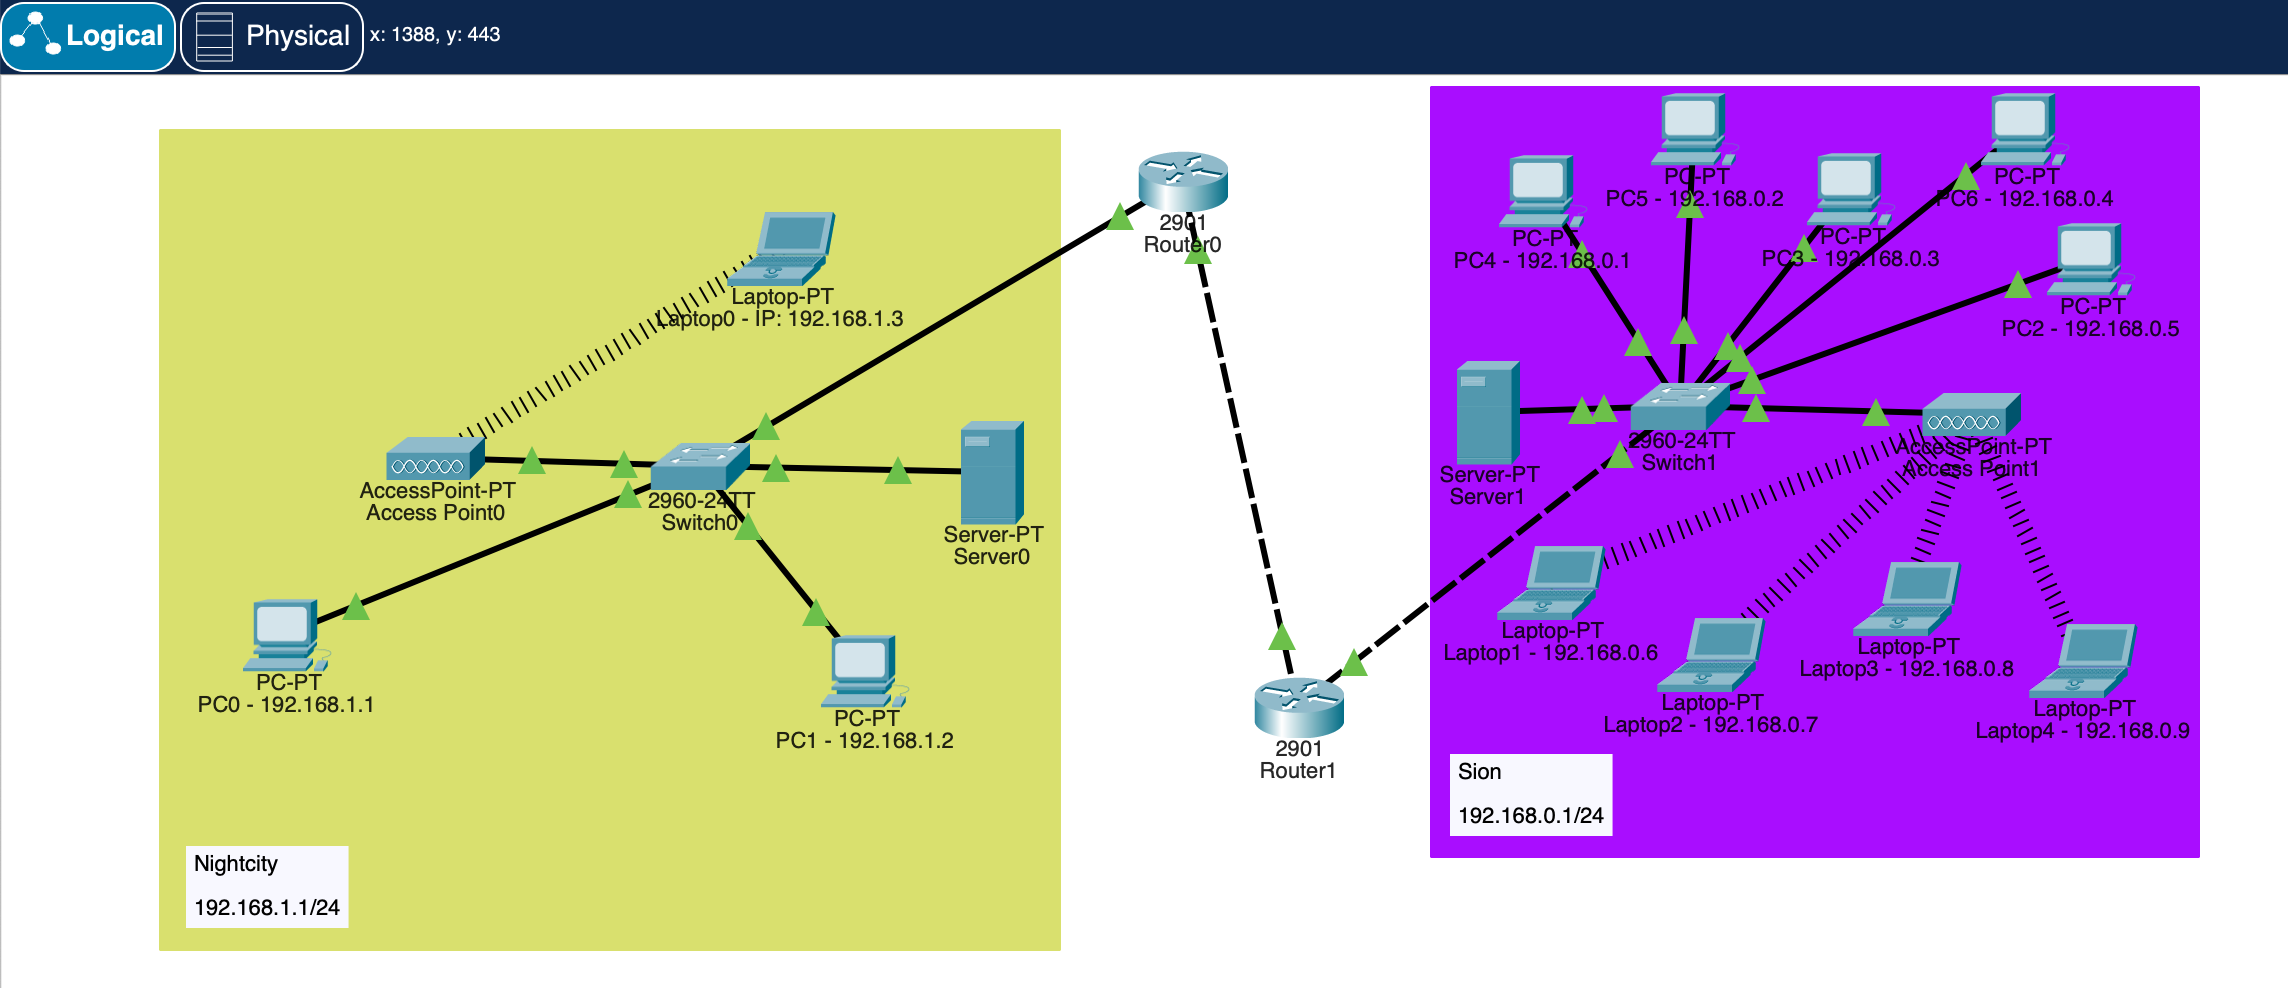 Logical
Physical
x: 1388, y: 443
Laptop-PT
Laptop0 - IP: 192.168.1.3
AccessPoint-PT
Access Point0
2960-24TT
Switch0
Server-PT
Server0
PC-PT
PC0 - 192.168.1.1
PC-PT
PC1 - 192.168.1.2
Nightcity
192.168.1.1/24
2901
Router0
2901
Router1
PC-PT
PC5 - 192.168.0.2
PC-PT
PC6 - 192.168.0.4
PC-PT
PC4 - 192.168.0.1
PC-PT
PC3 - 192.168.0.3
PC-PT
PC2 - 192.168.0.5
Server-PT
Server1
2960-24TT
Switch1
AccessPoint-PT
Access Point1
Laptop-PT
Laptop1 - 192.168.0.6
Laptop-PT
Laptop2 - 192.168.0.7
Laptop-PT
Laptop3 - 192.168.0.8
Laptop-PT
Laptop4 - 192.168.0.9
Sion
192.168.0.1/24